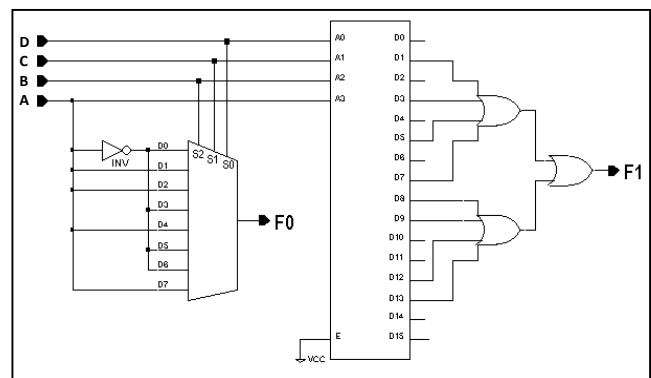 D
C
B
A
INV
D0
D1
D2
D3
D4
D5
D6
D7
S2 S1 S0
F0
A0
A1
A2
A3
E
VCC
D0
D1
D2
D3
D4
D5
D6
D7
D8
D9
D10
D11
D12
D13
D14
D15
F1